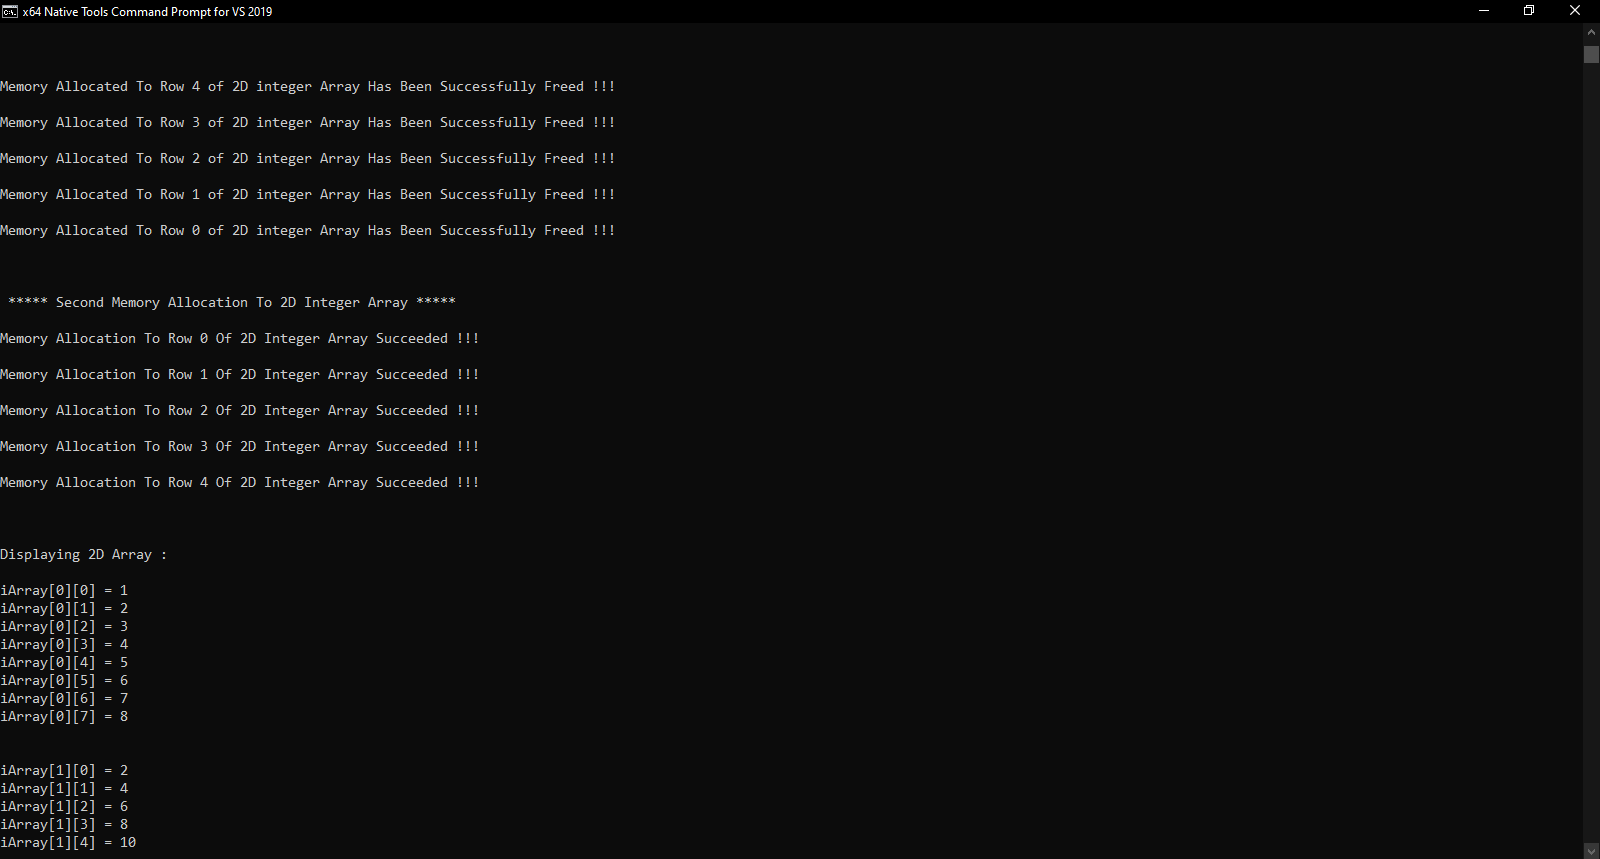 x64 Native Tools Command Prompt for VS 2019
Memory Allocated To Row 4 of 2D integer Array Has Been Successfully Freed !!!
Memory Allocated To Row 3 of 2D integer Array Has Been Successfully Freed !!!
Memory Allocated To Row 2 of 2D integer Array Has Been Successfully Freed !!!
Memory Allocated To Row 1 of 2D integer Array Has Been Successfully Freed !!!
Memory Allocated To Row 0 of 2D integer Array Has Been Successfully Freed !!!
***** Second Memory Allocation To 2D Integer Array *****
Memory Allocation To Row 0 Of 2D Integer Array Succeeded !!!
Memory Allocation To Row 1 Of 2D Integer Array Succeeded !!!
Memory Allocation To Row 2 Of 2D Integer Array Succeeded !!!
Memory Allocation To Row 3 Of 2D Integer Array Succeeded !!!
Memory Allocation To Row 4 Of 2D Integer Array Succeeded !!!
Displaying 2D Array :
iArray[0][0] = 1
iArray[0][1] = 2
iArray[0][2] = 3
iArray[0][3] = 4
iArray[0][4] = 5
iArray[0][5] = 6
iArray[0][6] = 7
iArray[0][7] = 8
iArray[1][0] = 2
iArray[1][1] = 4
iArray[1][2] = 6
iArray[1][3] = 8
iArray[1][4] = 10